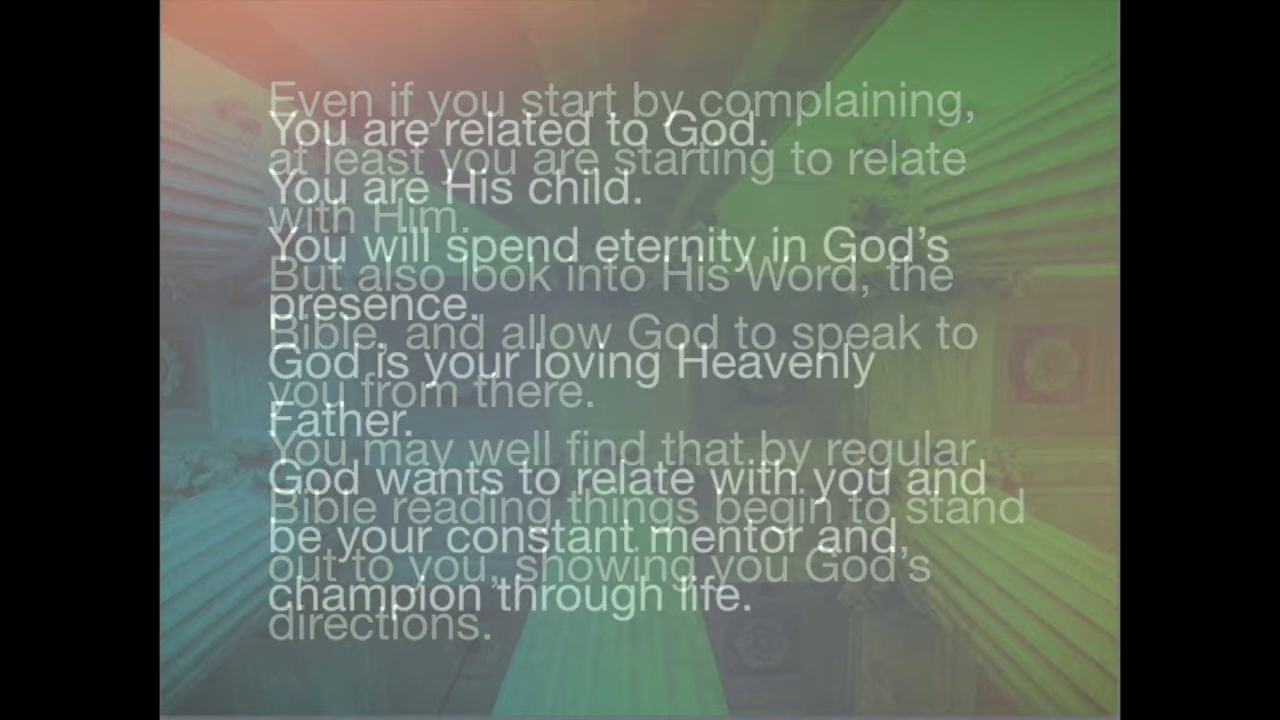 Even if you start by complaining,
You are related to God.
at least you are starting to relate
You are His child.
with Him.
You will spend eternity in God’s
But also look into His Word, the
presence.
Bible, and allow God to speak to
God is your loving Heavenly
you from there.
Father.
You may well find that by regular
God wants to relate with you and
Bible reading things begin to stand
be your constant mentor and,
out to you, showing you God’s
champion through life.
directions.